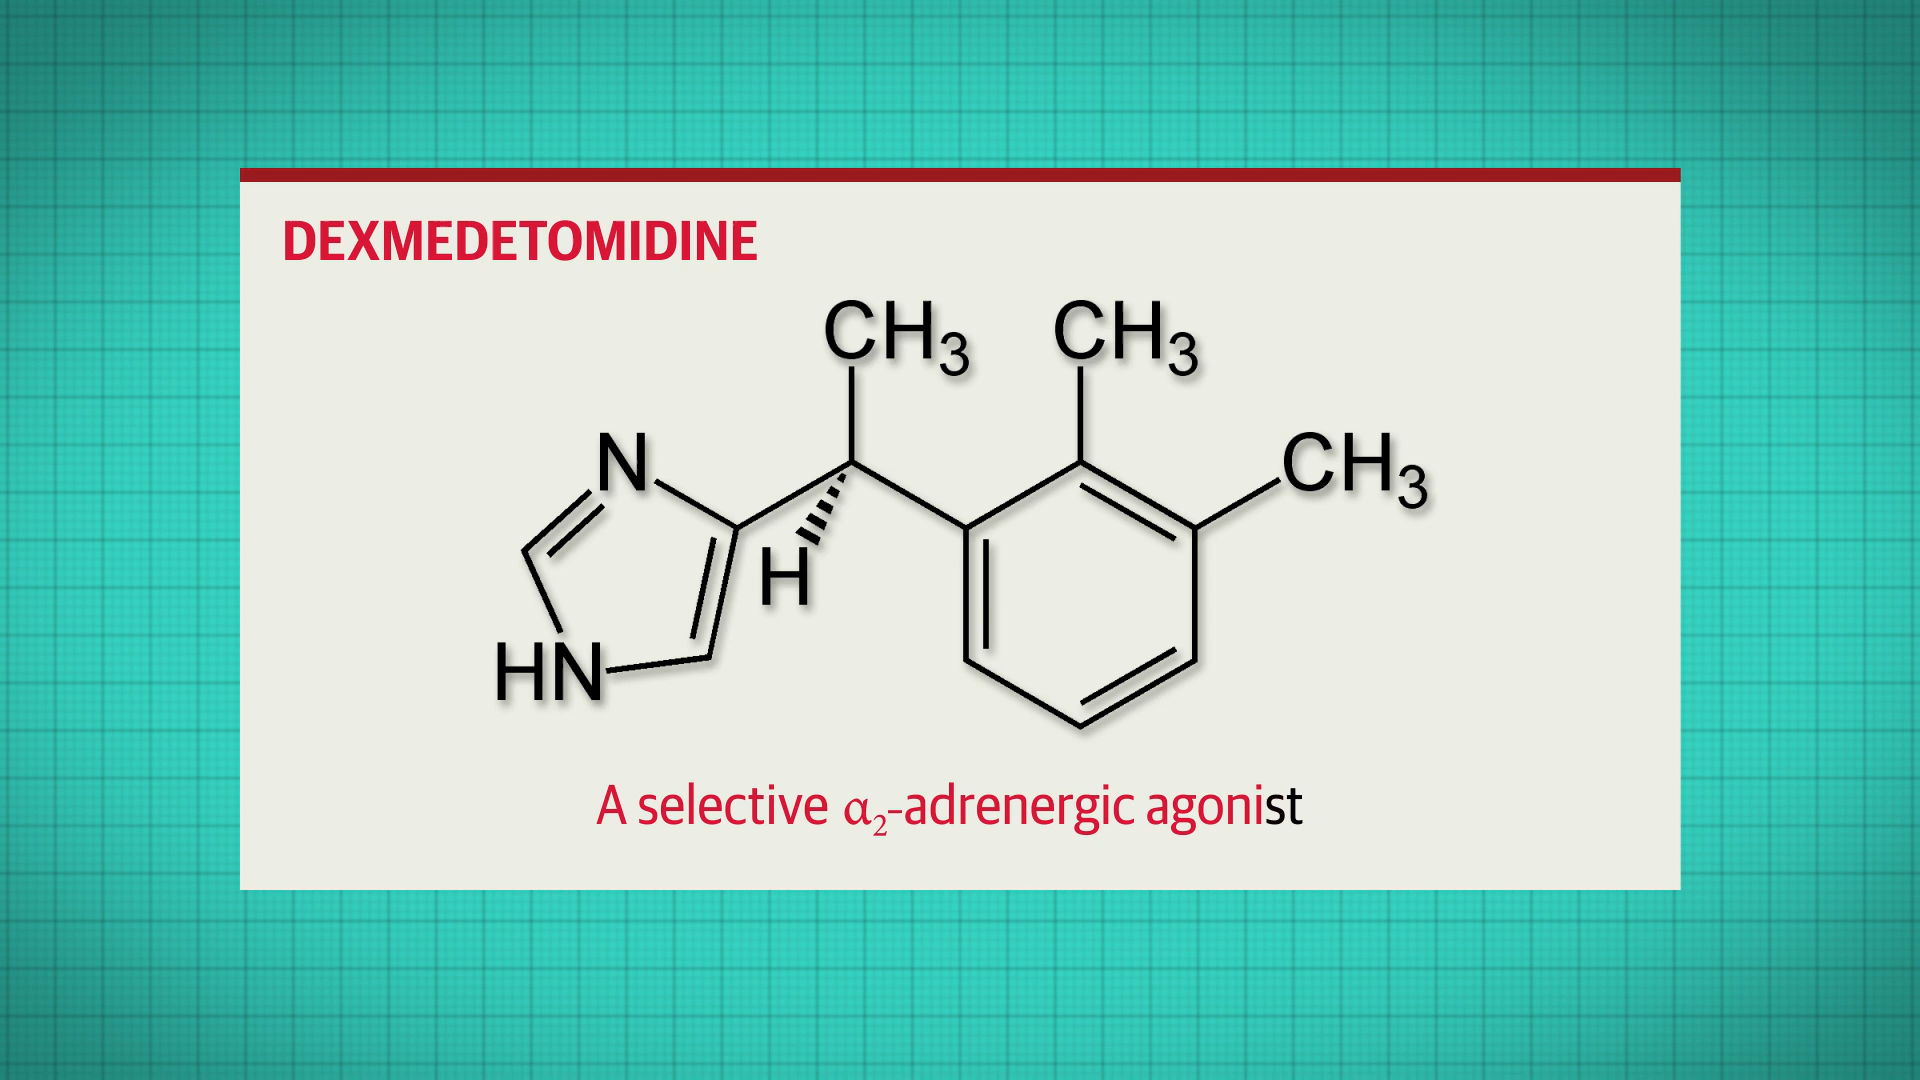 DEXMEDETOMIDINE
CH3 CH3
N CH3
H
HN
A selective α2-adrenergic agonist